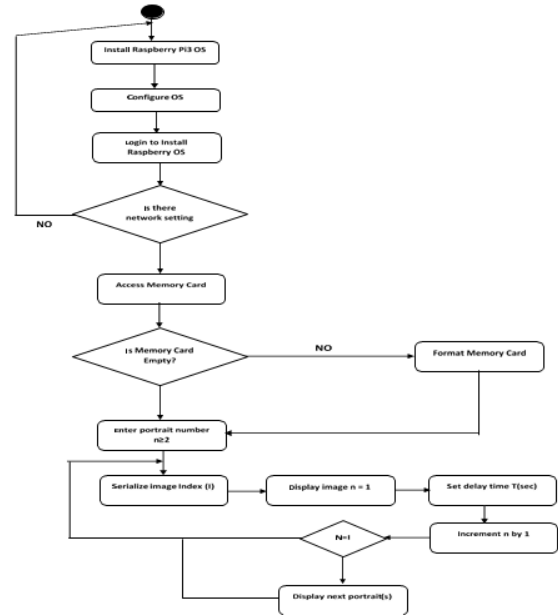 Install Raspberry Pi3 OS
Configure OS
Login to Install
Raspberry OS
Is there
network setting
NO
Access Memory Card
Is Memory Card
Empty?
NO
Format Memory Card
Enter portrait number
n≥2
Serialize image Index (I)
Display image n = 1
Set delay time T(sec)
N=I
Increment n by 1
Display next portrait(s)